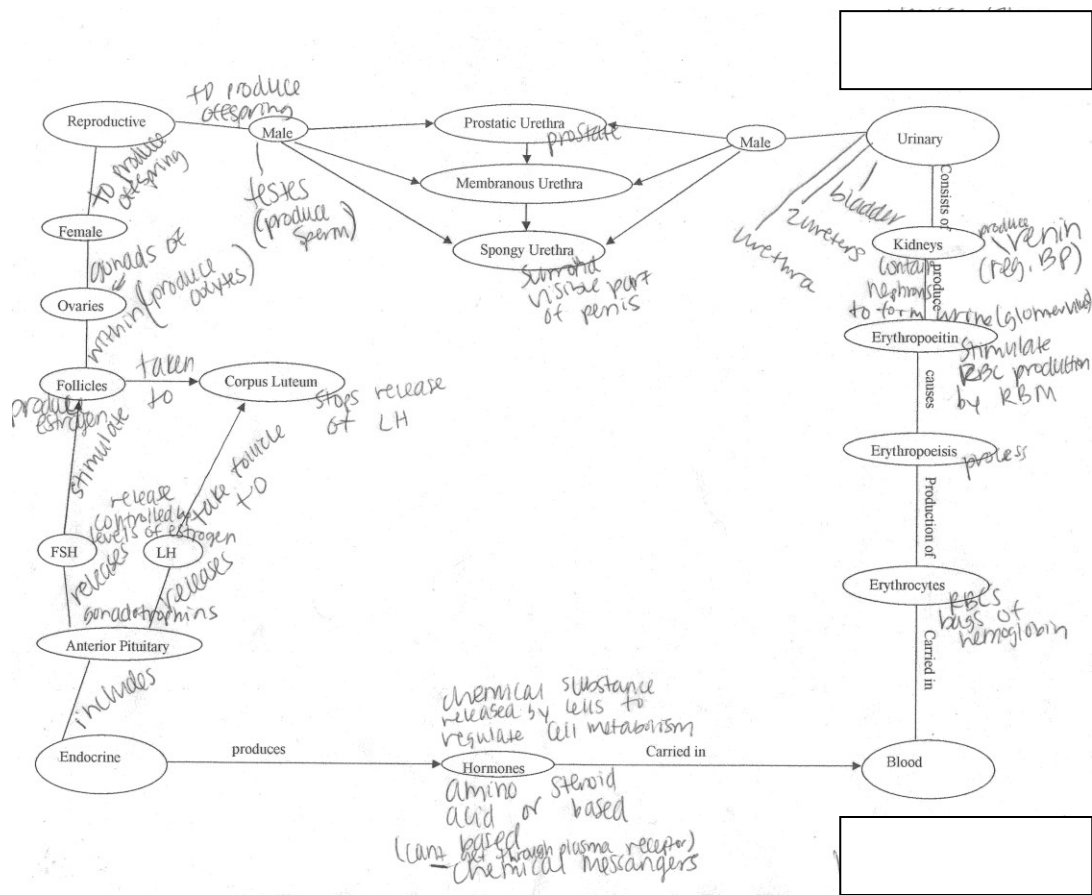 to produce
offspring
Reproductive
Male
Prostatic Urethra
prostate
Male
Urinary
to produce
offspring
testes
(produce
sperm)
Membranous Urethra
urethra
2 ureters
bladder
Consists of
Female
Spongy Urethra
surround
visible part
of penis
Kidneys
produce
renin
(reg. BP)
contain
nephrons
to form urine (glomerulus)
produce
gonads of
Ovaries
within (produce
oocytes)
Erythropoeitin
stimulate
RBC production
by RBM
causes
Follicles
taken
to
Corpus Luteum
stops release
of LH
produce
estrogen
stimulate
take follicle
to
Erythropoeisis
process
release
controlled by
levels of estrogen
FSH
LH
releases
releases
Production of
gonadotrophins
Anterior Pituitary
Erythrocytes
RBCs
bags of
hemoglobin
Carried in
includes
Endocrine
produces
chemical substance
released by cells to
regulate cell metabolism
Hormones
Carried in
Blood
amino steroid
acid or based
based
(can't get through plasma receptor)
- chemical messangers